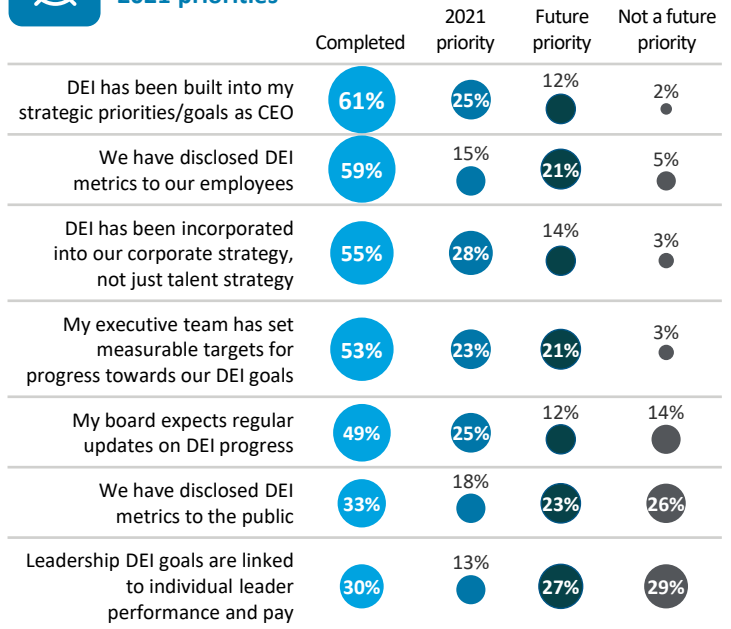 2021 priorities
Completed
2021
priority
Future
priority
Not a future
priority
DEI has been built into my
strategic priorities/goals as CEO
61%
25%
12%
2%
We have disclosed DEI
metrics to our employees
59%
15%
21%
5%
DEI has been incorporated
into our corporate strategy,
not just talent strategy
55%
28%
14%
3%
My executive team has set
measurable targets for
progress towards our DEI goals
53%
23%
21%
3%
My board expects regular
updates on DEI progress
49%
25%
12%
14%
We have disclosed DEI
metrics to the public
33%
18%
23%
26%
Leadership DEI goals are linked
to individual leader
performance and pay
30%
13%
27%
29%